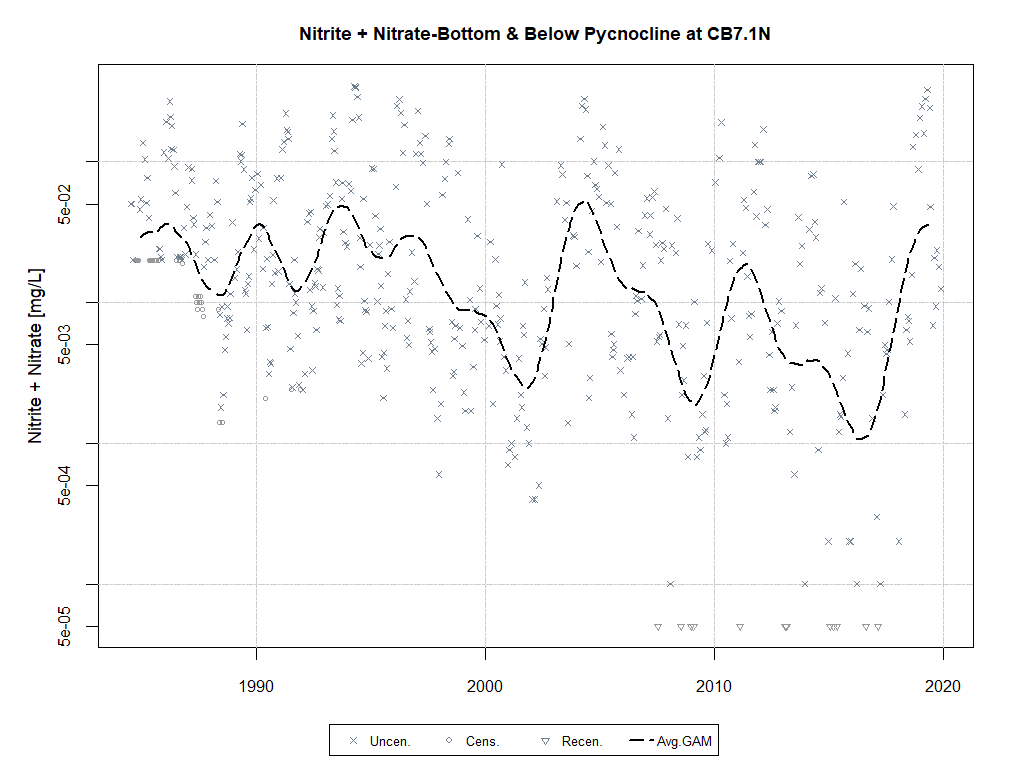 Nitrite + Nitrate-Bottom & Below Pycnocline at CB7.1N
Nitrite + Nitrate [mg/L]
5e-02
5e-03
5e-04
5e-05
1990 2000 2010 2020
Uncen. Cens. Recen. Avg.GAM